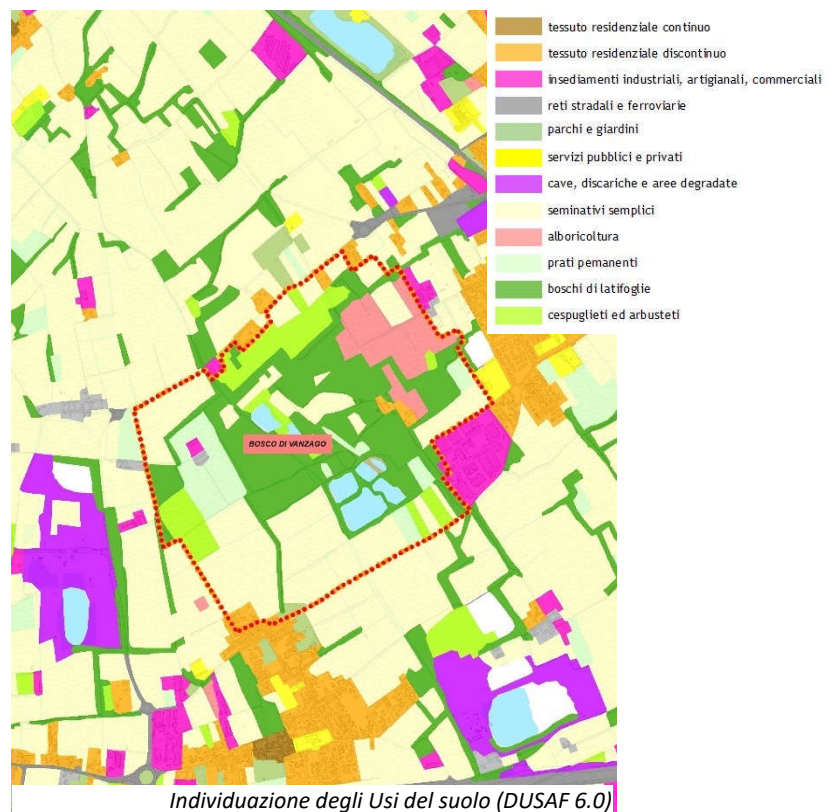 tessuto residenziale continuo
tessuto residenziale discontinuo
insediamenti industriali, artigianali, commerciali
reti stradali e ferroviarie
parchi e giardini
servizi pubblici e privati
cave, discariche e aree degradate
seminativi semplici
alboricoltura
prati pemanenti
boschi di latifoglie
cespuglieti ed arbusteti
BOSCO DI VANZAGO
Individuazione degli Usi del suolo (DUSAF 6.0)